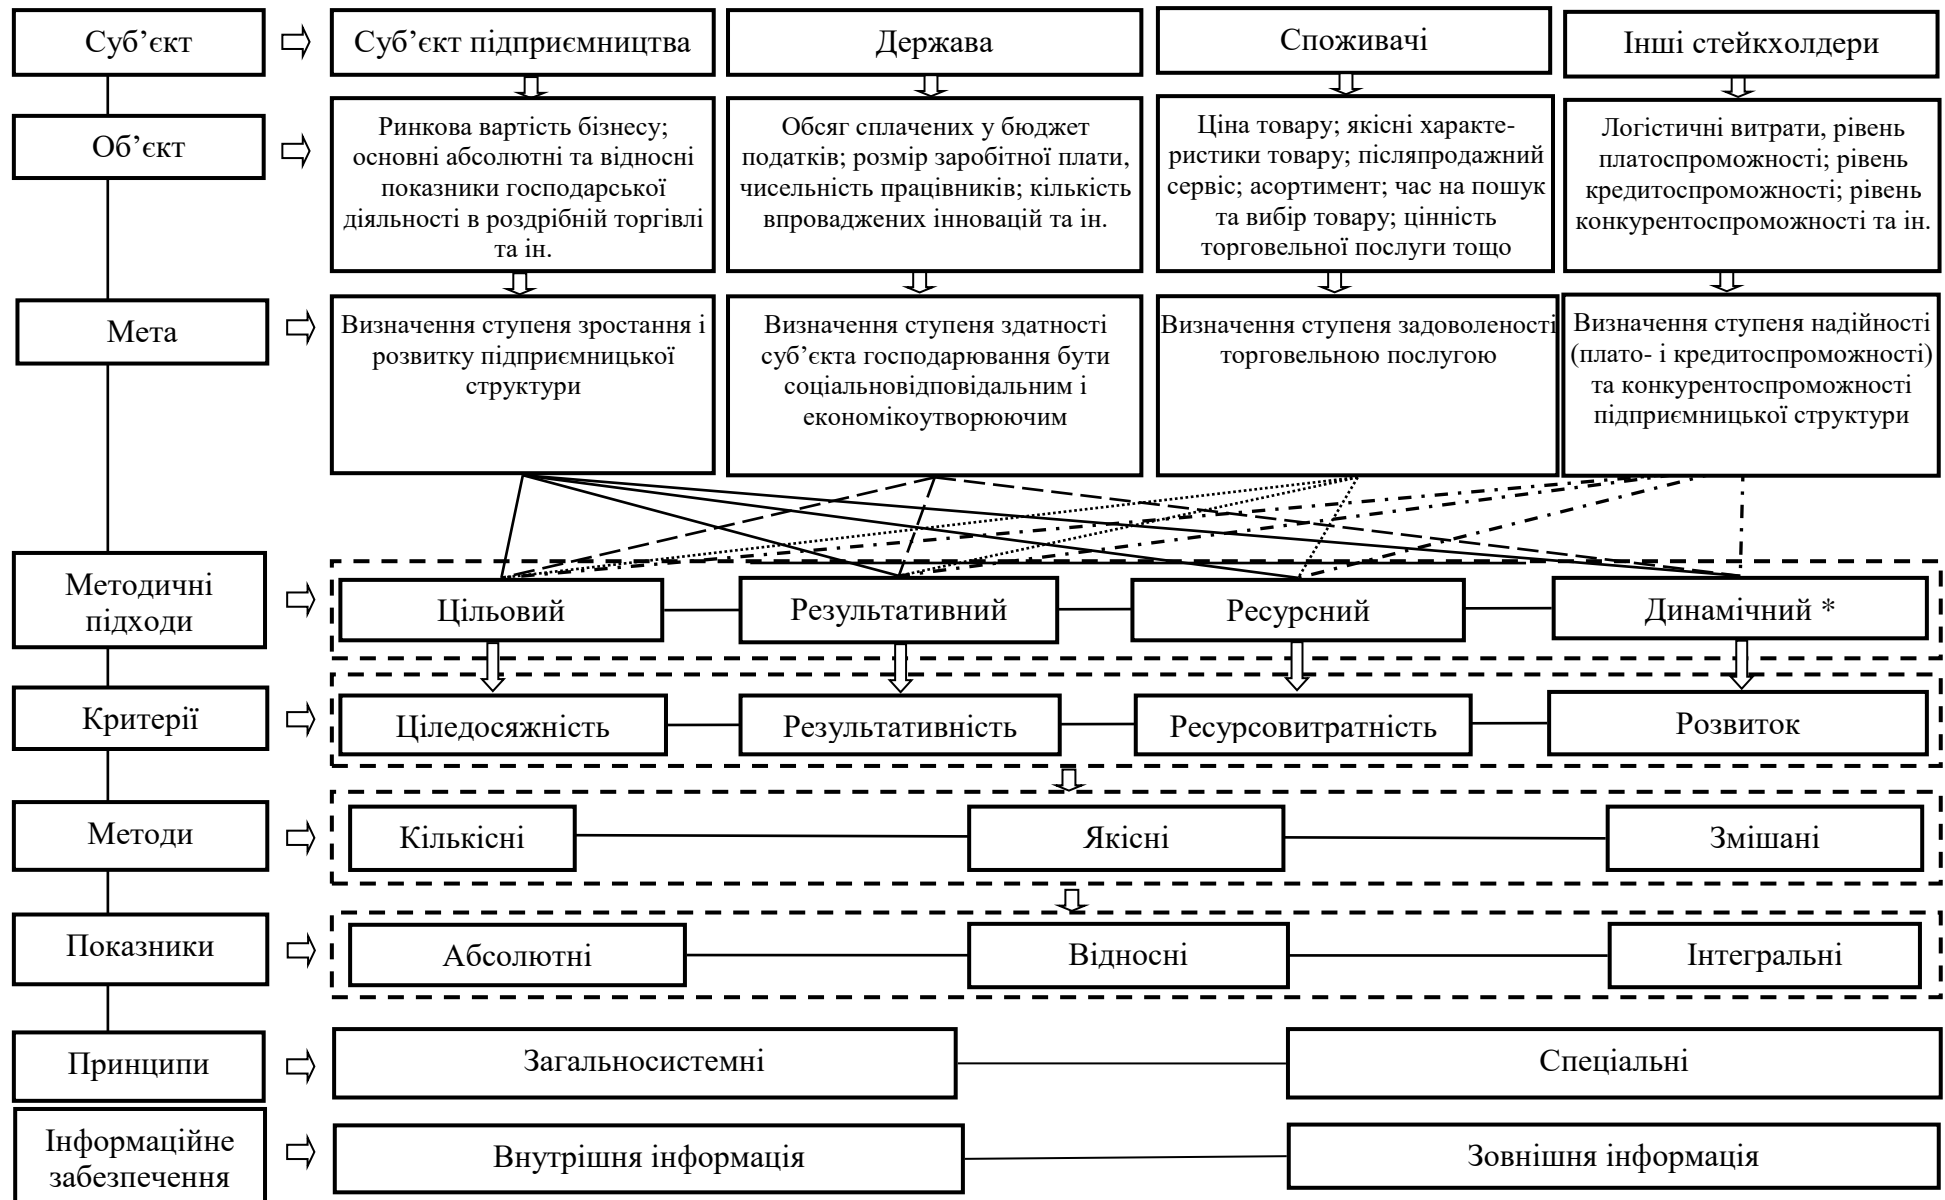 Суб’єкт
Суб’єкт підприємництва
Держава
Споживачі
Інші стейкхолдери
Об’єкт
Ринкова вартість бізнесу;
основні абсолютні та відносні
показники господарської
діяльності в роздрібній торгівлі
та ін.
Обсяг сплачених у бюджет
податків; розмір заробітної плати,
чисельність працівників; кількість
впроваджених інновацій та ін.
Ціна товару; якісні характе-
ристики товару; післяпродажний
сервіс; асортимент; час на пошук
та вибір товару; цінність
торговельної послуги тощо
Логістичні витрати, рівень
платоспроможності; рівень
кредитоспроможності; рівень
конкурентоспроможності та ін.
Мета
Визначення ступеня зростання і
розвитку підприємницької
структури
Визначення ступеня здатності
суб’єкта господарювання бути
соціальновідповідальним і
економікоутворюючим
Визначення ступеня задоволеності
торговельною послугою
Визначення ступеня надійності
(плато- і кредитоспроможності)
та конкурентоспроможності
підприємницької структури
Методичні
підходи
Цільовий
Результативний
Ресурсний
Динамічний *
Критерії
Ціледосяжність
Результативність
Ресурсовитратність
Розвиток
Методи
Кількісні
Якісні
Змішані
Показники
Абсолютні
Відносні
Інтегральні
Принципи
Загальносистемні
Спеціальні
Інформаційне
забезпечення
Внутрішня інформація
Зовнішня інформація